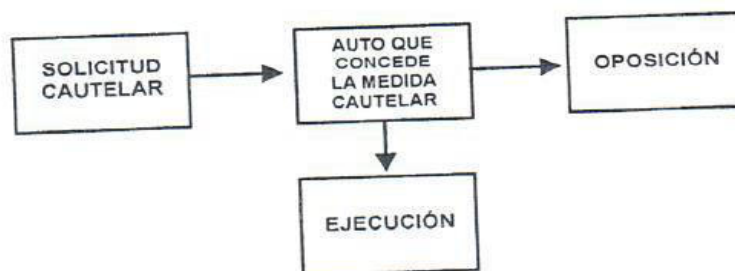 SOLICITUD
CAUTELAR
AUTO QUE
CONCEDE
LA MEDIDA
CAUTELAR
OPOSICIÓN
EJECUCIÓN